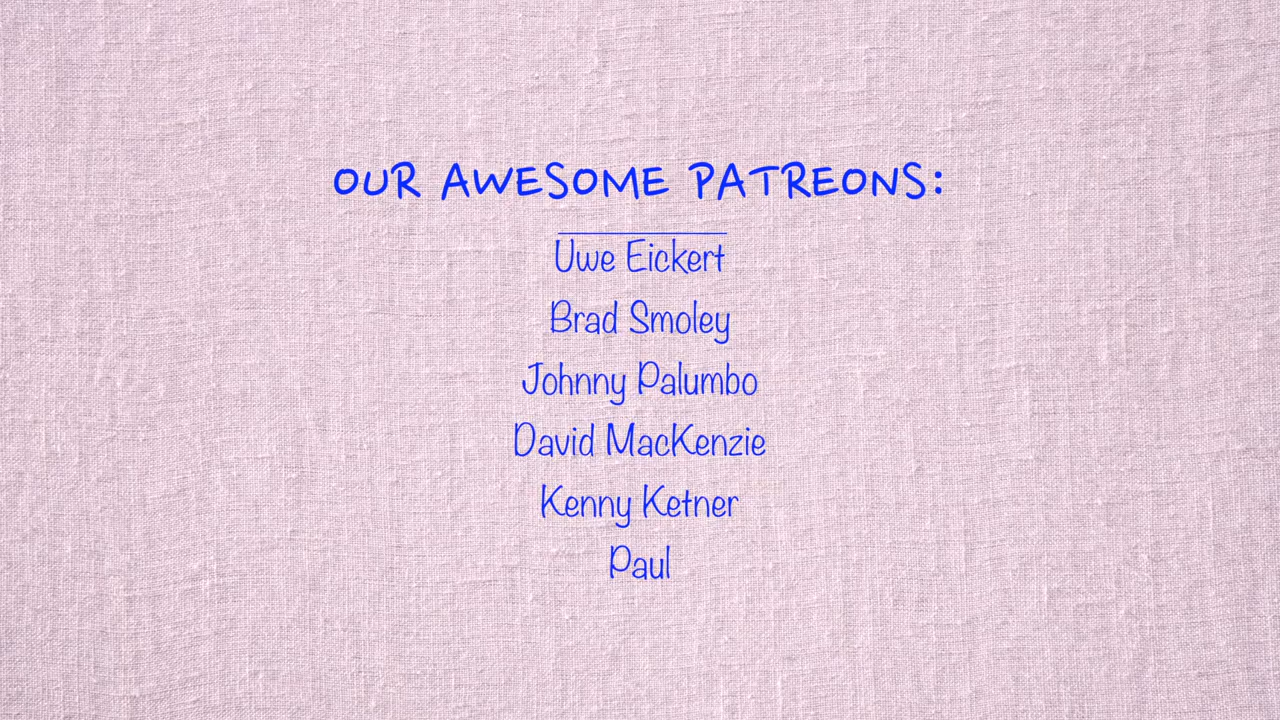 OUR AWESOME PATREONS:
Uwe Eickert
Brad Smoley
Johnny Palumbo
David MacKenzie
Kenny Ketner
Paul